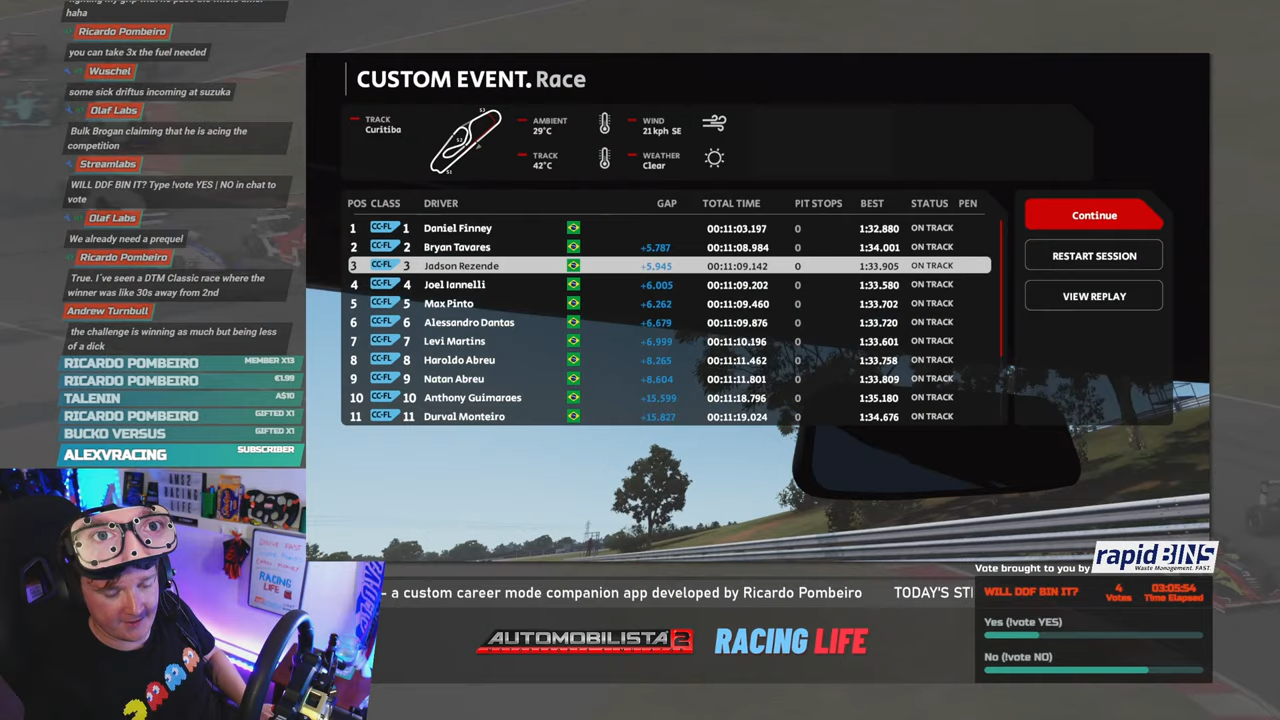 haha
Ricardo Pombeiro
you can take 3x the fuel needed
Wuschel
some sick driftus incoming at suzuka
Olaf Labs
Bulk Brogan claiming that he is acing the
competition
Streamlabs
WILL DDF BIN IT? Type !vote YES | NO in chat to
vote
Olaf Labs
We already need a prequel
Ricardo Pombeiro
True. I´ve seen a DTM Classic race where the
winner was like 30s away from 2nd
Andrew Turnbull
the challenge is winning as much but being less
of a dick
RICARDO POMBEIRO MEMBER X13
RICARDO POMBEIRO €1.99
TALENIN A$10
RICARDO POMBEIRO GIFTED X1
BUCKO VERSUS GIFTED X1
ALEXVRACING SUBSCRIBER
CUSTOM EVENT. Race
TRACK
Curitiba
S3
S2
S1
AMBIENT
29°C
TRACK
42°C
WIND
21 kph SE
WEATHER
Clear
POS CLASS DRIVER GAP TOTAL TIME PIT STOPS BEST STATUS PEN
1 CC-FL 1 Daniel Finney 00:11:03.197 0 1:32.880 ON TRACK
2 CC-FL 2 Bryan Tavares +5.787 00:11:08.984 0 1:34.001 ON TRACK
3 CC-FL 3 Jadson Rezende +5.945 00:11:09.142 0 1:33.905 ON TRACK
4 CC-FL 4 Joel Iannelli +6.005 00:11:09.202 0 1:33.580 ON TRACK
5 CC-FL 5 Max Pinto +6.262 00:11:09.460 0 1:33.702 ON TRACK
6 CC-FL 6 Alessandro Dantas +6.679 00:11:09.876 0 1:33.720 ON TRACK
7 CC-FL 7 Levi Martins +6.999 00:11:10.196 0 1:33.601 ON TRACK
8 CC-FL 8 Haroldo Abreu +8.265 00:11:11.462 0 1:33.758 ON TRACK
9 CC-FL 9 Natan Abreu +8.604 00:11:11.801 0 1:33.809 ON TRACK
10 CC-FL 10 Anthony Guimaraes +15.599 00:11:18.796 0 1:35.180 ON TRACK
11 CC-FL 11 Durval Monteiro +15.827 00:11:19.024 0 1:34.676 ON TRACK
Continue
RESTART SESSION
VIEW REPLAY
AMS2
RACING
LIFE
DRIVE FAST
RACING
LIFE
- a custom career mode companion app developed by Ricardo Pombeiro TODAY'S STI
AUTOMOBILISTA 2
RACING LIFE
Vote brought to you by
rapidBINS
Waste Management. FAST.
WILL DDF BIN IT?
4
Votes
03:05:54
Time Elapsed
Yes (!vote YES)
No (!vote NO)